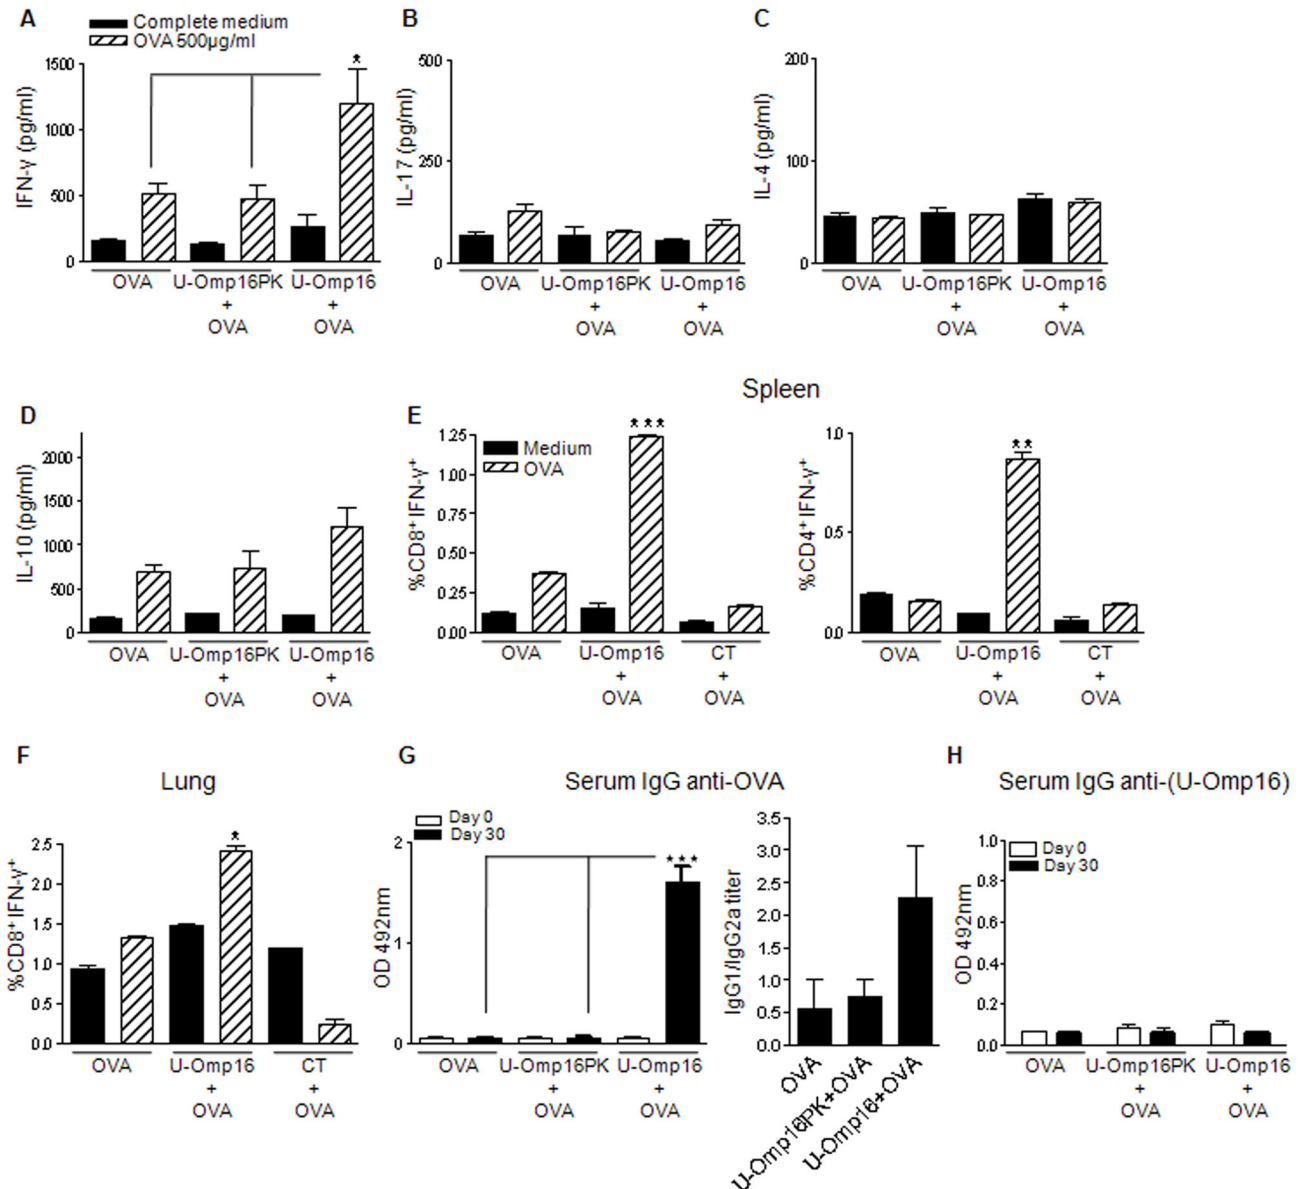 A
Complete medium
OVA 500µg/ml
IFN-γ (pg/ml)
1500
1000
500
0
*
OVA
U-Omp16PK
+
OVA
U-Omp16
+
OVA
B
IL-17 (pg/ml)
500
250
0
OVA
U-Omp16PK
+
OVA
U-Omp16
+
OVA
C
IL-4 (pg/ml)
200
100
0
OVA
U-Omp16PK
+
OVA
U-Omp16
+
OVA
D
IL-10 (pg/ml)
2000
1500
1000
500
0
OVA
U-Omp16PK
+
OVA
U-Omp16
+
OVA
Spleen
E
Medium
OVA
%CD8+ IFN-γ+
1.25
1.00
0.75
0.50
0.25
0.00
***
OVA
U-Omp16
+
OVA
CT
+
OVA
%CD4+ IFN-γ+
1.0
0.5
0.0
**
OVA
U-Omp16
+
OVA
CT
+
OVA
F
Lung
%CD8+ IFN-γ+
2.5
2.0
1.5
1.0
0.5
0.0
*
OVA
U-Omp16
+
OVA
CT
+
OVA
G
Serum IgG anti-OVA
Day 0
Day 30
OD 492nm
2
1
0
***
OVA
U-Omp16PK
+
OVA
U-Omp16
+
OVA
IgG1/IgG2a titer
3.5
3.0
2.5
2.0
1.5
1.0
0.5
0.0
OVA
U-Omp16PK+OVA
U-Omp16+OVA
H
Serum IgG anti-(U-Omp16)
Day 0
Day 30
OD 492nm
1.0
0.8
0.6
0.4
0.2
0.0
OVA
U-Omp16PK
+
OVA
U-Omp16
+
OVA